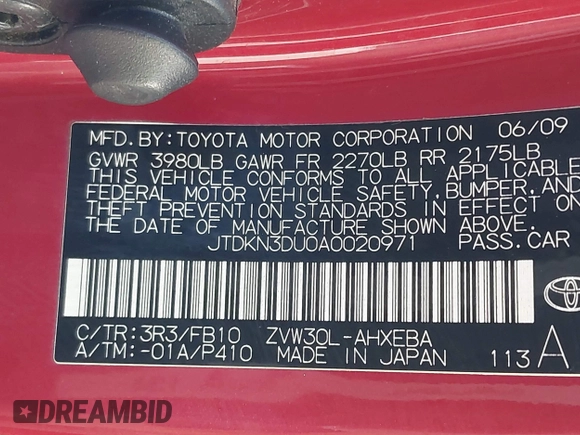 MFD.BY:TOYOTA MOTOR CORPORATION 06/09
GVWR 3980LB GAWR FR 2270LB RR 2175LB
THIS VEHICLE CONFORMS TO ALL APPLICABLE
FEDERAL MOTOR VEHICLE SAFETY, BUMPER, AND
THEFT PREVENTION STANDARDS IN EFFECT ON
THE DATE OF MANUFACTURE SHOWN ABOVE.
JTDKN3DU0A0020971 PASS.CAR
C/TR:3R3/FB10 ZVW30L-AHXEBA
A/TM:-01A/P410 MADE IN JAPAN 113 A
DREAMBID